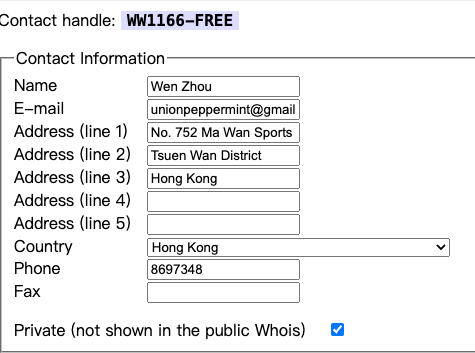 Contact handle: WW1166-FREE
Contact Information
Name Wen Zhou
E-mail unionpeppermint@gmail
Address (line 1) No. 752 Ma Wan Sports
Address (line 2) Tsuen Wan District
Address (line 3) Hong Kong
Address (line 4)
Address (line 5)
Country Hong Kong
Phone 8697348
Fax
Private (not shown in the public Whois)